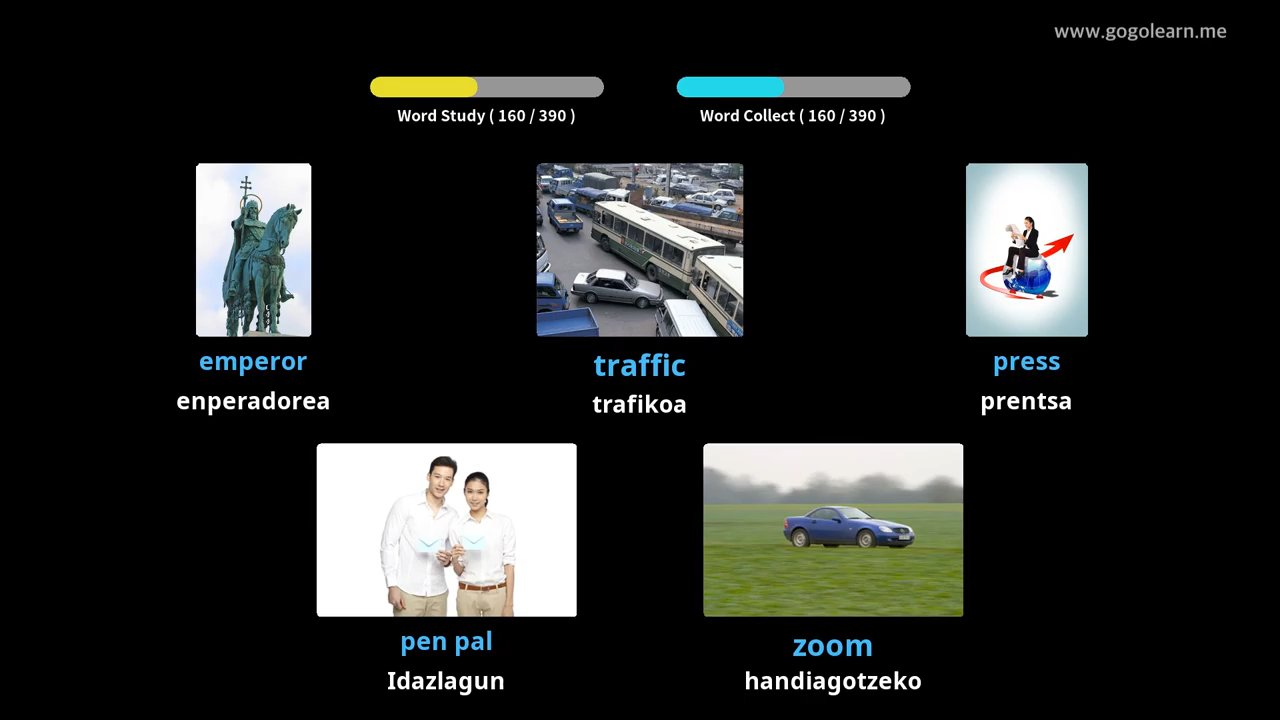 www.gogolearn.me
Word Study ( 160 / 390 )
Word Collect ( 160 / 390 )
emperor
enperadorea
traffic
trafikoa
press
prentsa
pen pal
Idazlagun
zoom
handiagotzeko